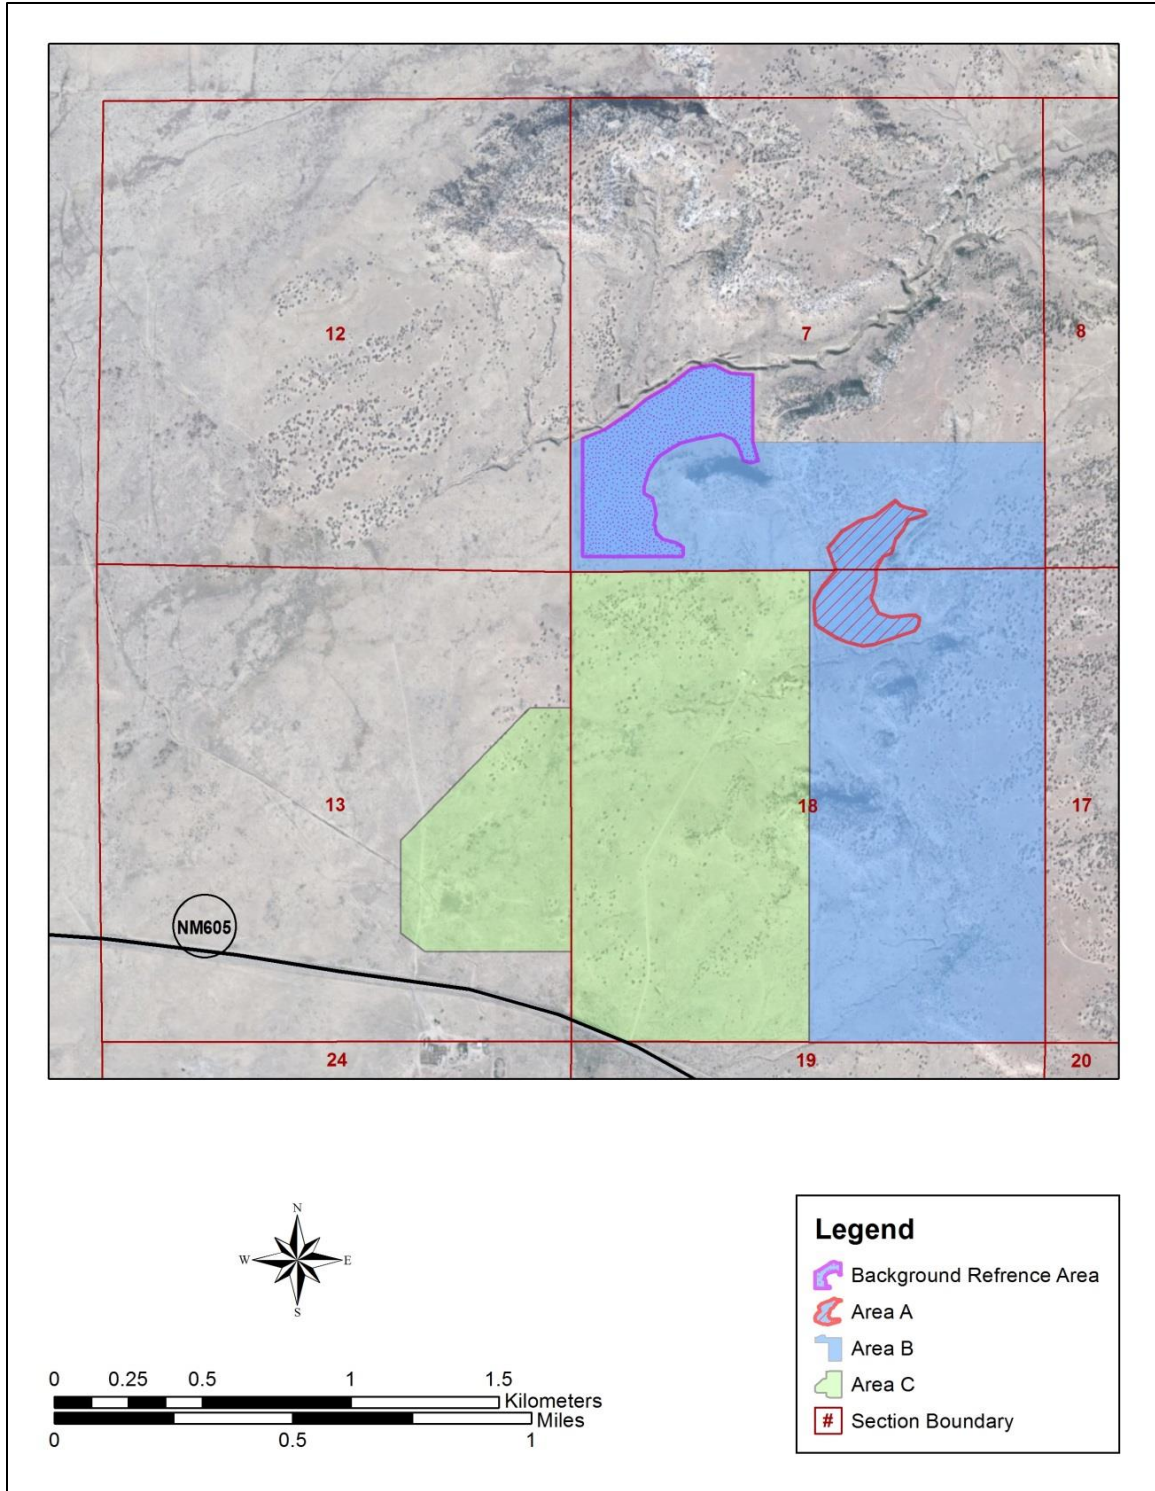 12
7
8
13
18
17
NM605
24
19
20
N
W
E
S
0 0.25 0.5 1 1.5
Kilometers
Miles
0 0.5 1
Legend
Background Refrence Area
Area A
Area B
Area C
# Section Boundary